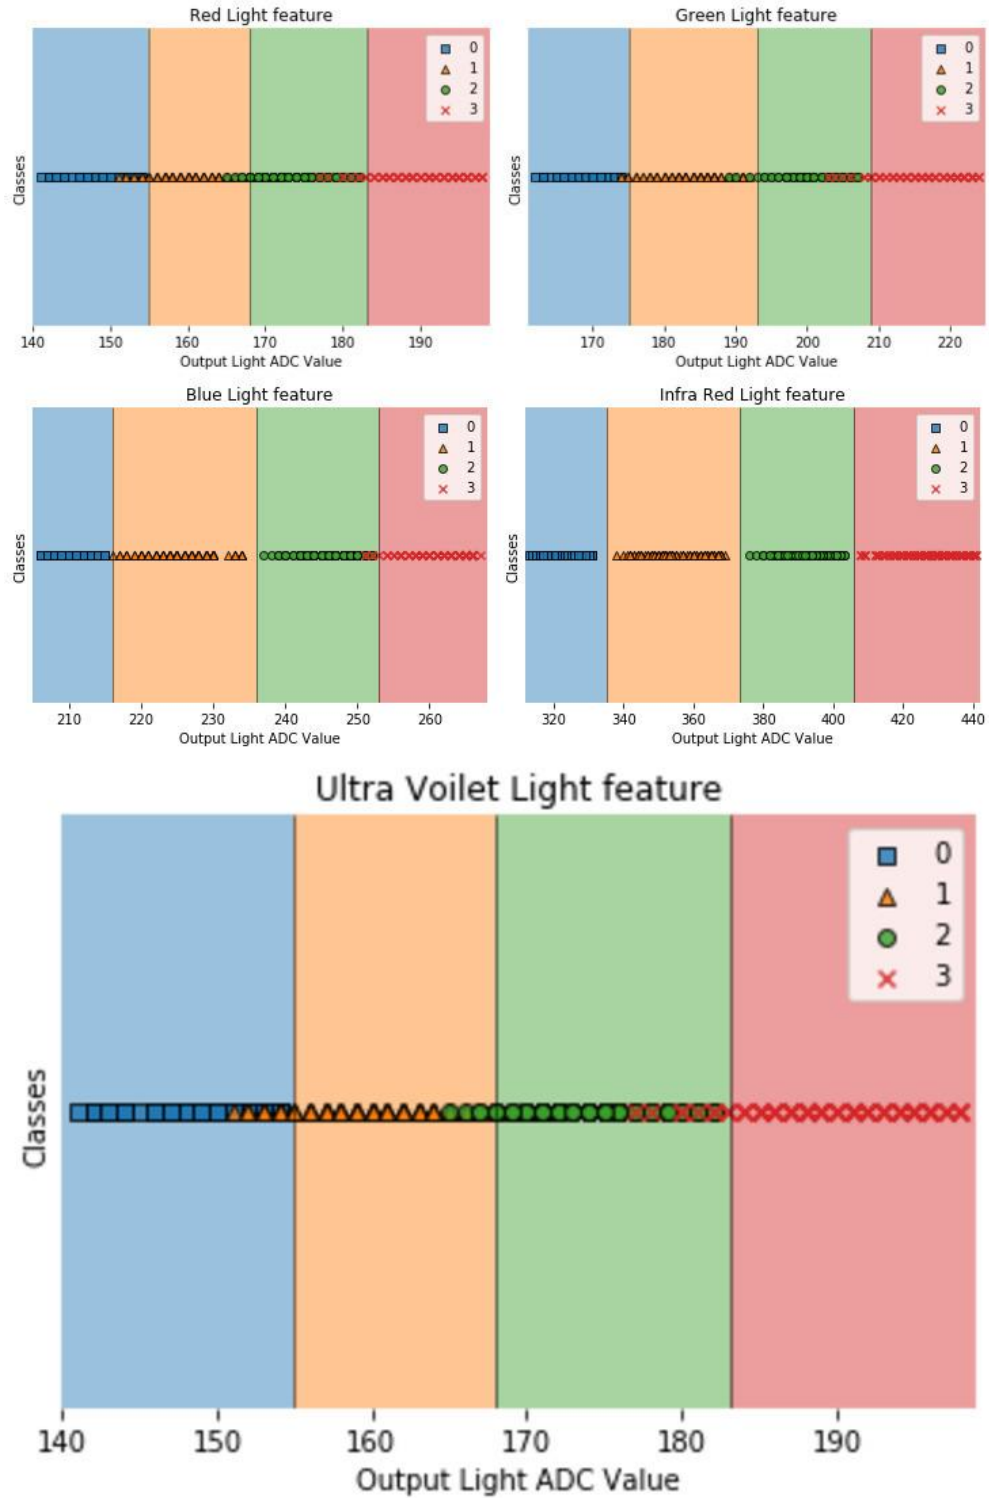 Red Light feature
0
1
2
3
Classes
140 150 160 170 180 190
Output Light ADC Value
Green Light feature
0
1
2
3
Classes
170 180 190 200 210 220
Output Light ADC Value
Blue Light feature
0
1
2
3
Classes
210 220 230 240 250 260
Output Light ADC Value
Infra Red Light feature
0
1
2
3
Classes
320 340 360 380 400 420 440
Output Light ADC Value
Ultra Voilet Light feature
0
1
2
3
Classes
140 150 160 170 180 190
Output Light ADC Value